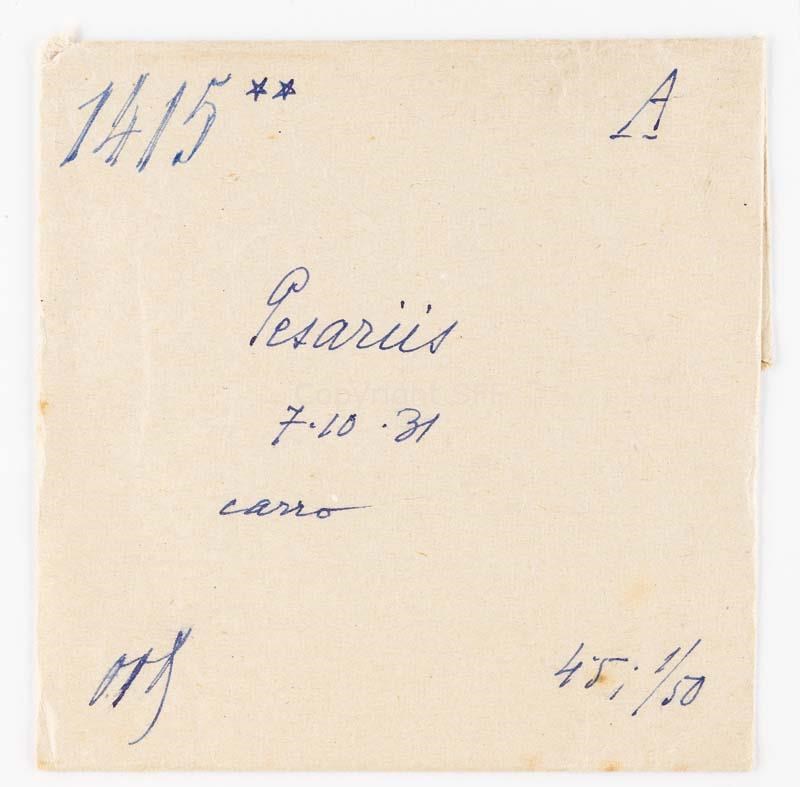 1415** A
Pesariis
7.10.31
carro
45; 1/50